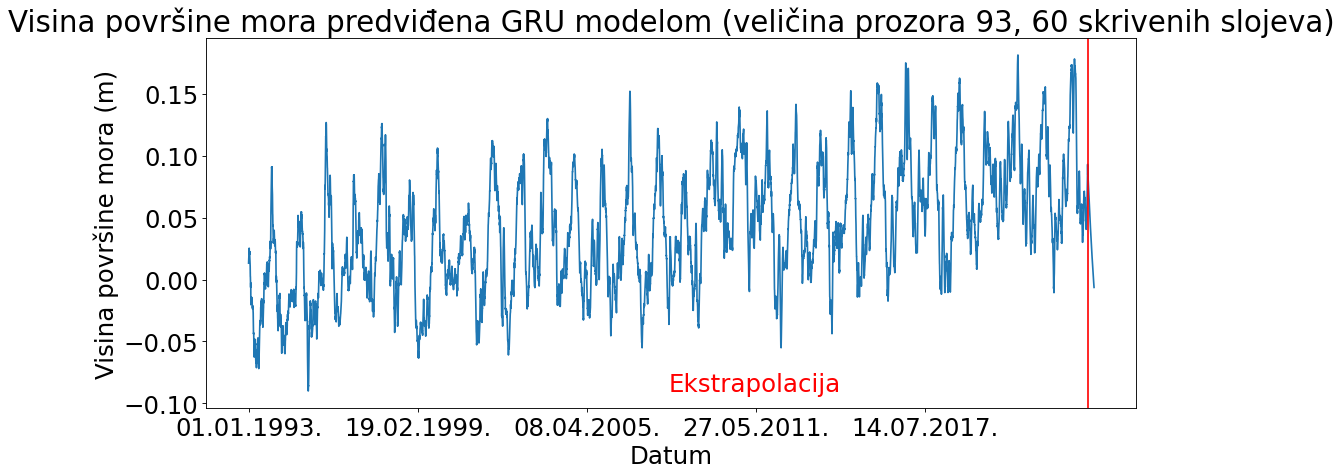 Visina površine mora predviđena GRU modelom (veličina prozora 93, 60 skrivenih slojeva)
Visina površine mora (m)
0.15
0.10
0.05
0.00
−0.05
−0.10
Ekstrapolacija
01.01.1993. 19.02.1999. 08.04.2005. 27.05.2011. 14.07.2017.
Datum